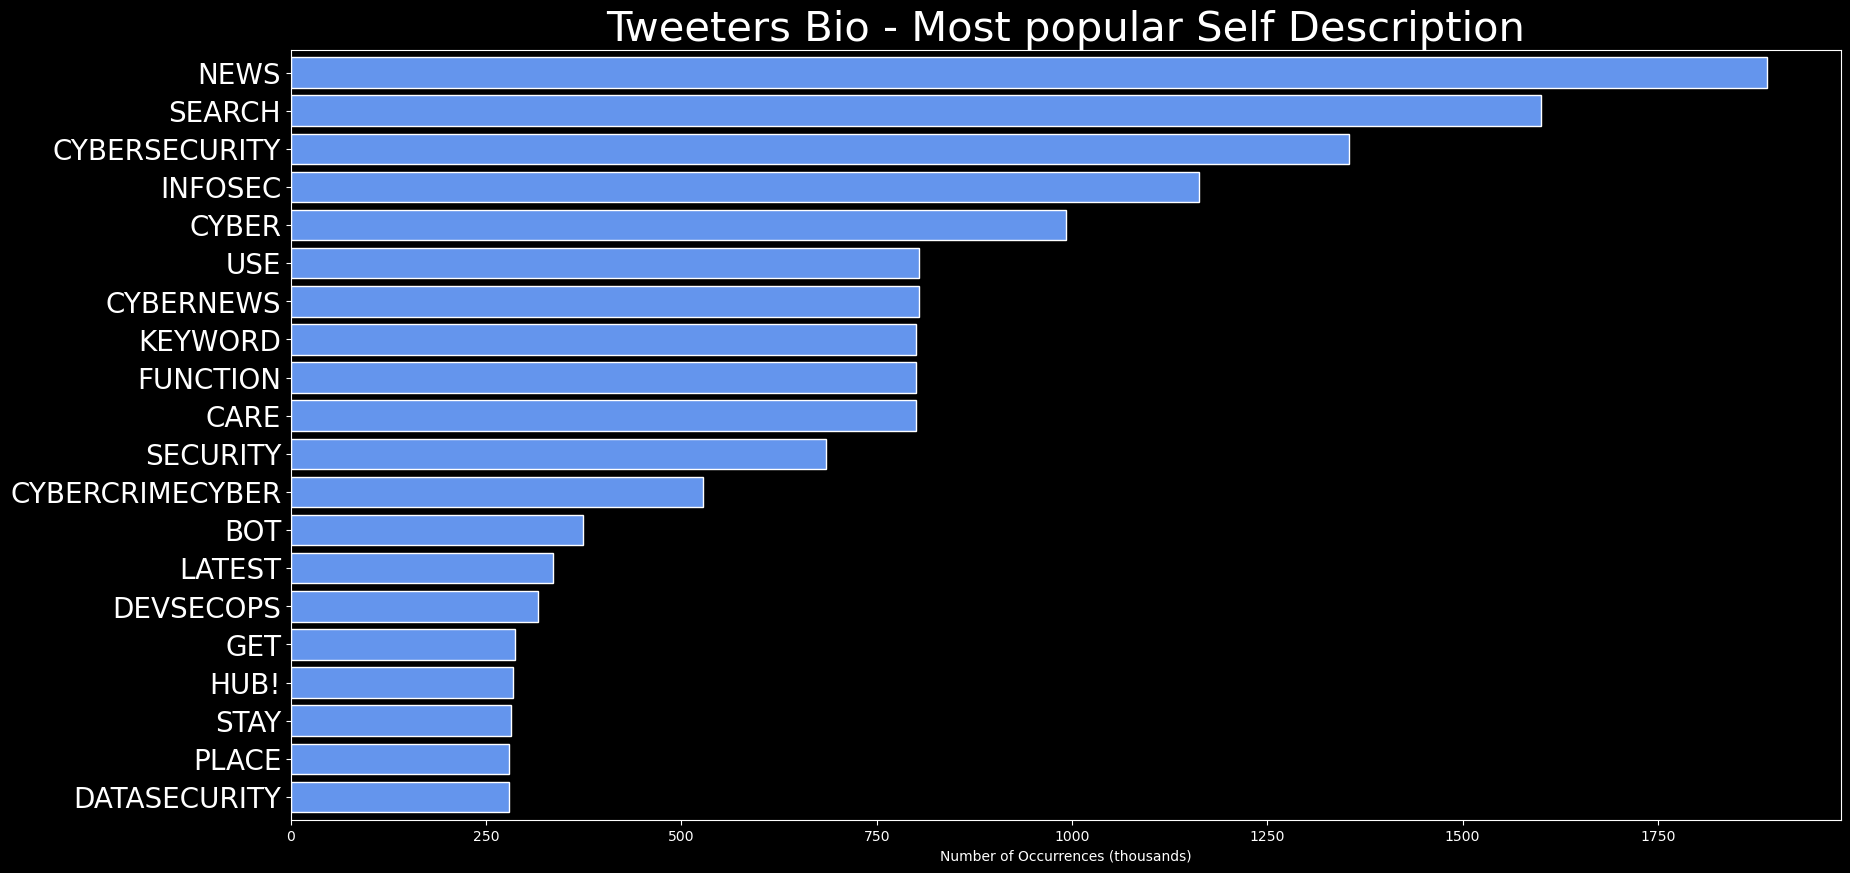 Tweeters Bio - Most popular Self Description
NEWS
SEARCH
CYBERSECURITY
INFOSEC
CYBER
USE
CYBERNEWS
KEYWORD
FUNCTION
CARE
SECURITY
CYBERCRIMECYBER
BOT
LATEST
DEVSECOPS
GET
HUB!
STAY
PLACE
DATASECURITY
0 250 500 750 1000 1250 1500 1750
Number of Occurrences (thousands)